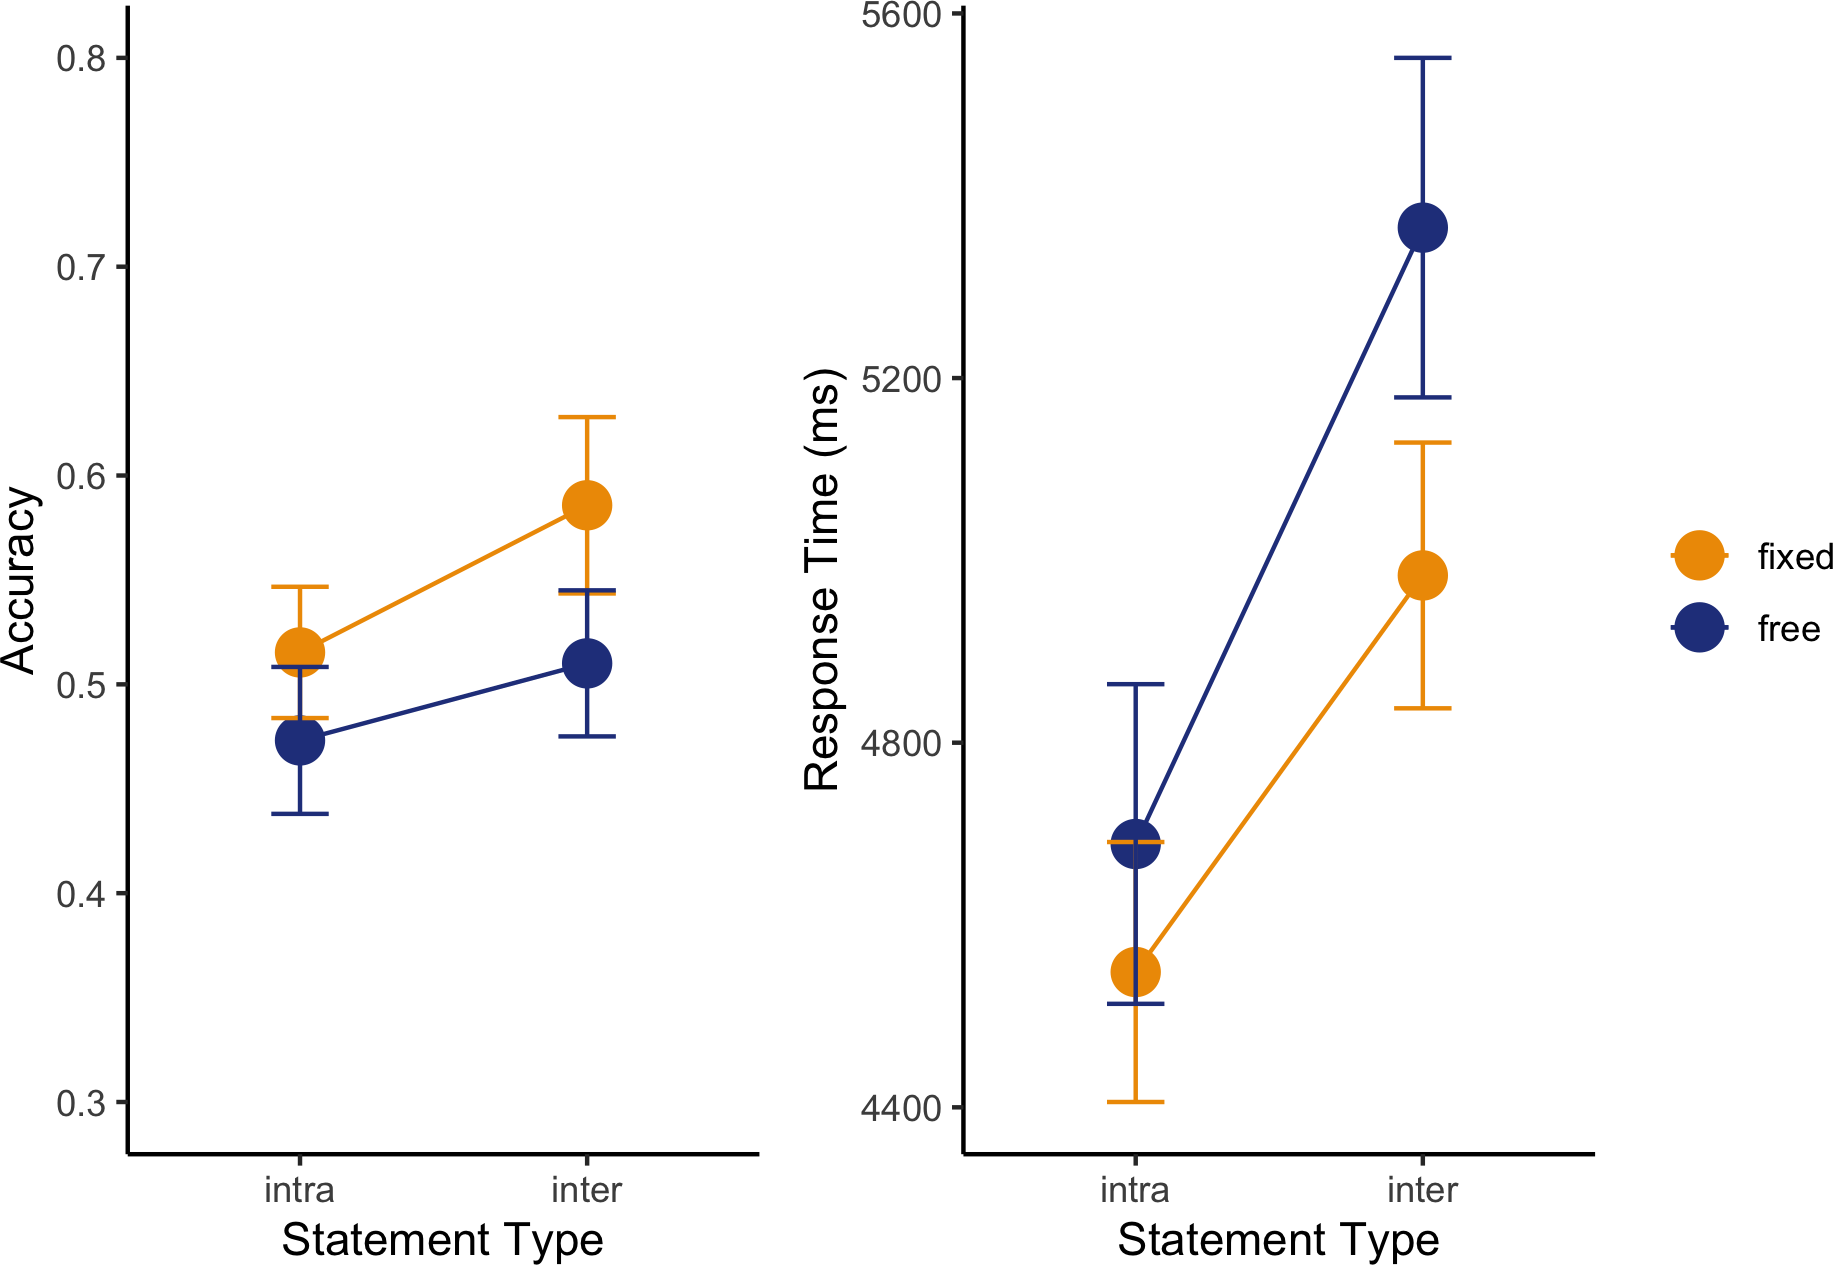 Accuracy
0.8
0.7
0.6
0.5
0.4
0.3
intra inter
Statement Type
Response Time (ms)
5600
5200
4800
4400
intra inter
Statement Type
fixed
free